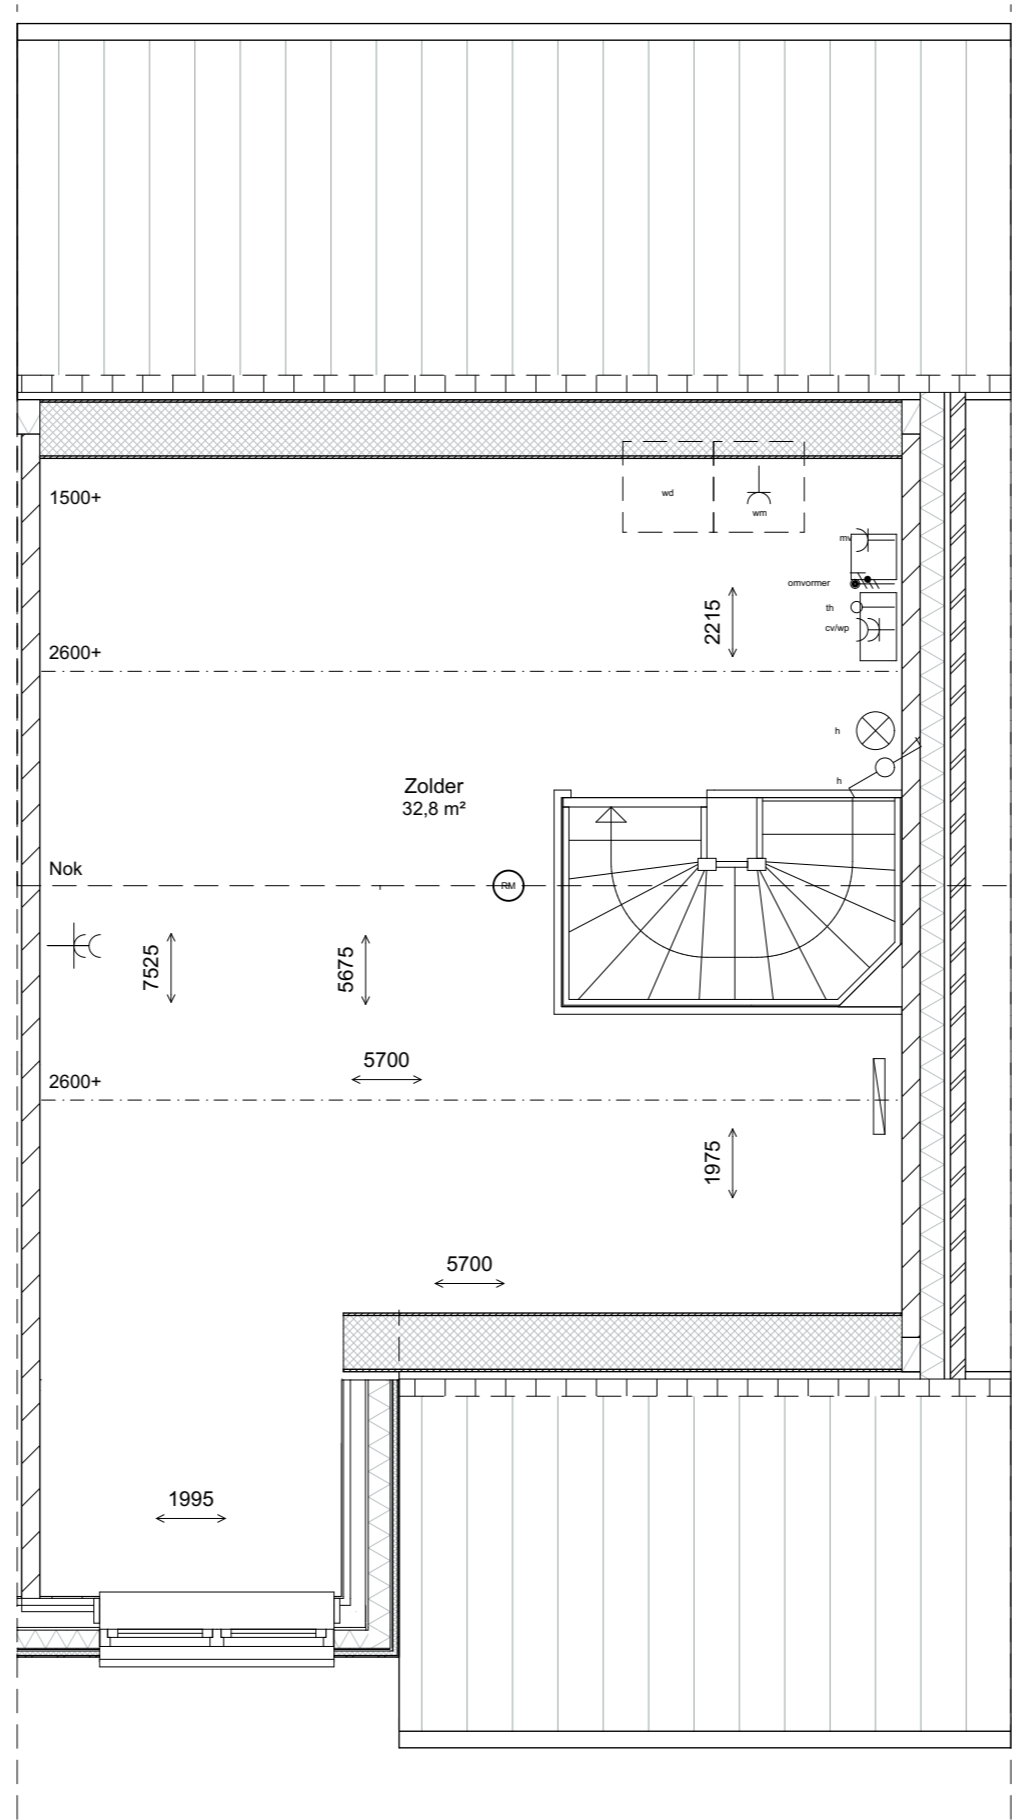 1500+
wd
wm
mv
omvormer
th
cv/wp
2215
2600+
h
h
Zolder
32,8 m²
Nok
RM
7525
5675
5700
2600+
1975
5700
1995